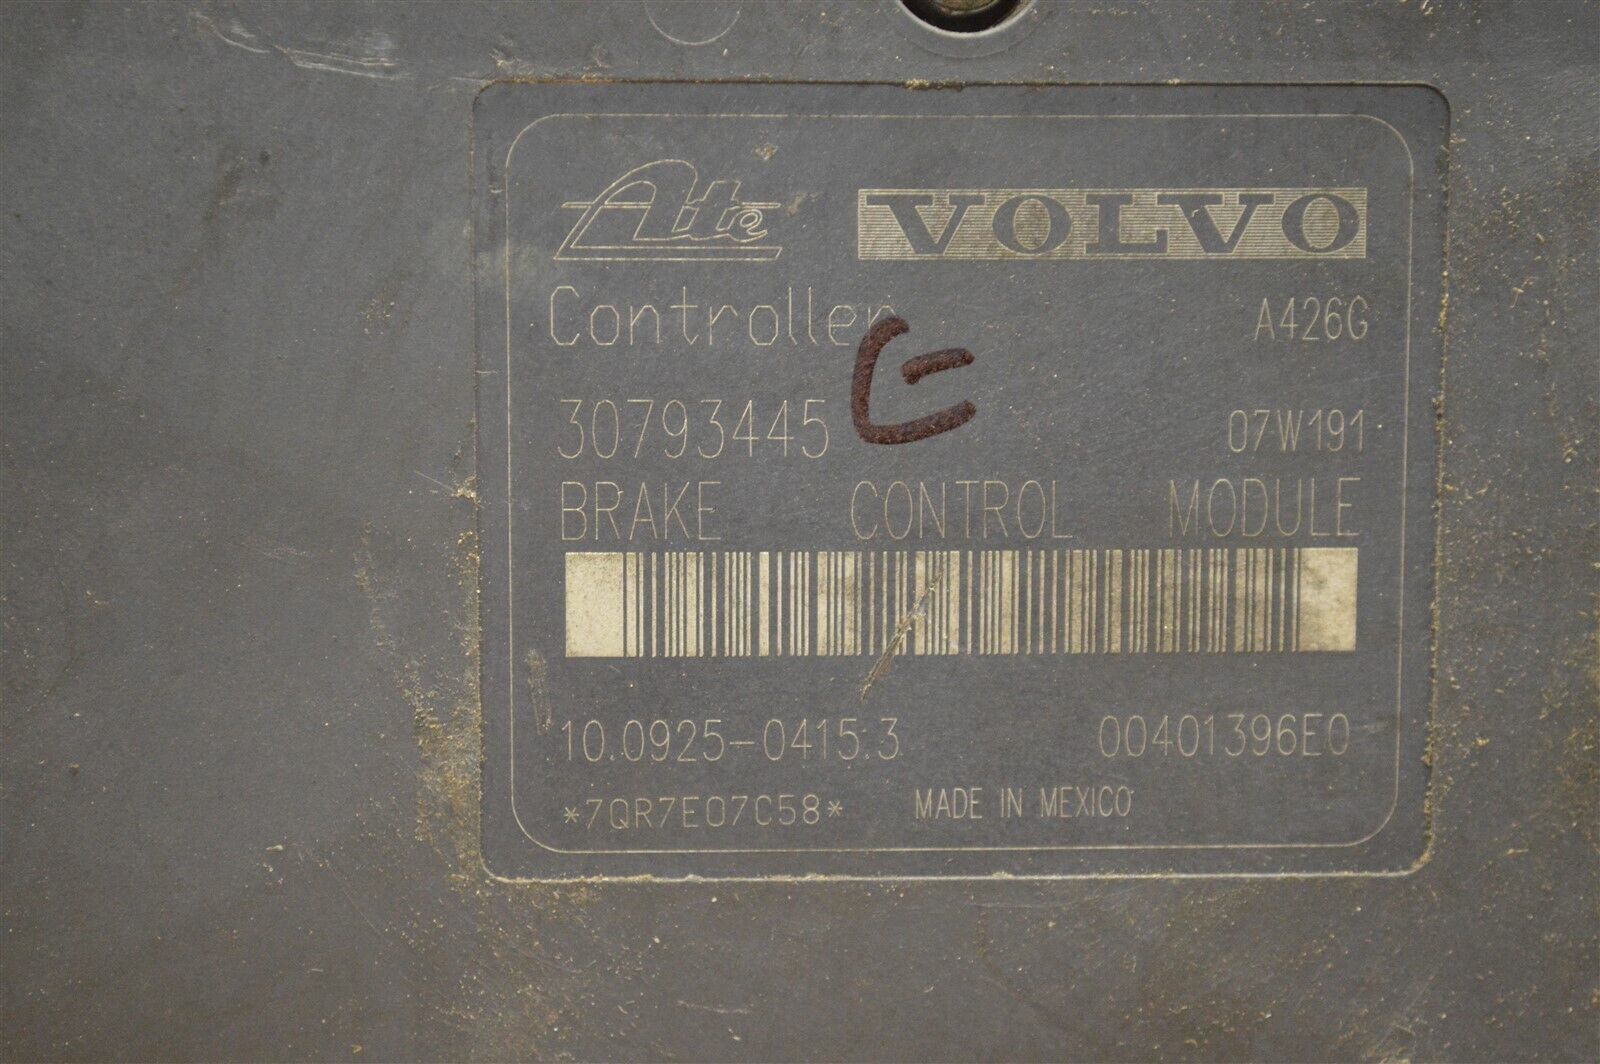 Ate VOLVO
Controller A426G
30793445 07W191
BRAKE CONTROL MODULE
10.0925-0415.3 00401396E0
*7QR7E07C58* MADE IN MEXICO